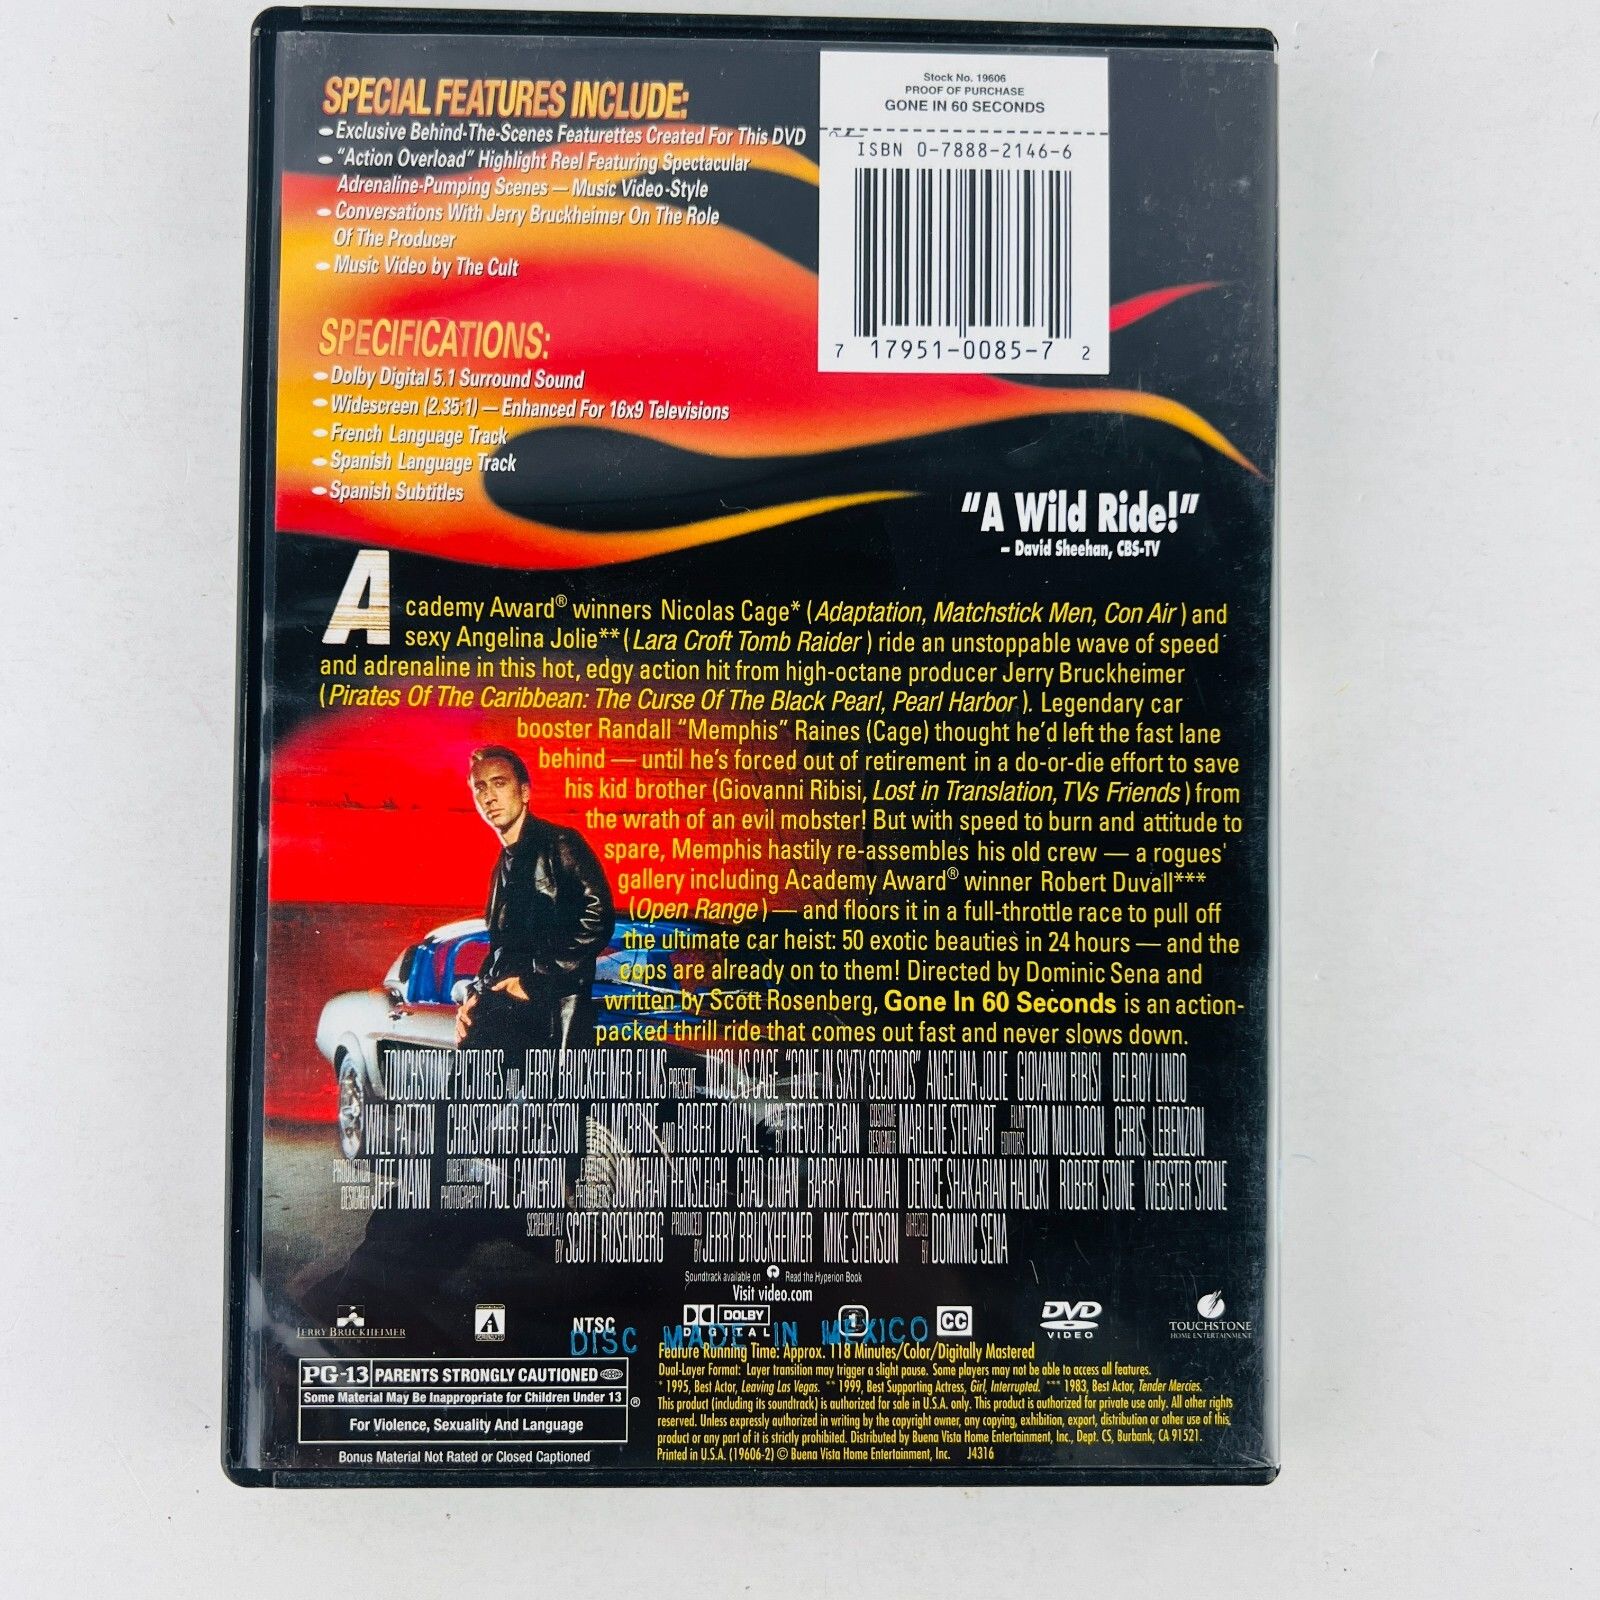 SPECIAL FEATURES INCLUDE:
Exclusive Behind-The-Scenes Featurettes Created For This DVD
"Action Overload" Highlight Reel Featuring Spectacular
Adrenaline-Pumping Scenes — Music Video-Style
Conversations With Jerry Bruckheimer On The Role
Of The Producer
Music Video by The Cult
SPECIFICATIONS:
Dolby Digital 5.1 Surround Sound
Widescreen (2.35:1) — Enhanced For 16x9 Televisions
French Language Track
Spanish Language Track
Spanish Subtitles
Stock No. 19606
PROOF OF PURCHASE
GONE IN 60 SECONDS
ISBN 0-7888-2146-6
7 17951-0085-7 2
"A Wild Ride!"
– David Sheehan, CBS-TV
Academy Award® winners Nicolas Cage* (Adaptation, Matchstick Men, Con Air) and
sexy Angelina Jolie** (Lara Croft Tomb Raider) ride an unstoppable wave of speed
and adrenaline in this hot, edgy action hit from high-octane producer Jerry Bruckheimer
(Pirates Of The Caribbean: The Curse Of The Black Pearl, Pearl Harbor). Legendary car
booster Randall "Memphis" Raines (Cage) thought he'd left the fast lane
behind — until he's forced out of retirement in a do-or-die effort to save
his kid brother (Giovanni Ribisi, Lost in Translation, TVs Friends) from
the wrath of an evil mobster! But with speed to burn and attitude to
spare, Memphis hastily re-assembles his old crew — a rogues'
gallery including Academy Award® winner Robert Duvall***
(Open Range) — and floors it in a full-throttle race to pull off
the ultimate car heist: 50 exotic beauties in 24 hours — and the
cops are already on to them! Directed by Dominic Sena and
written by Scott Rosenberg, Gone In 60 Seconds is an action-
packed thrill ride that comes out fast and never slows down.
TOUCHSTONE PICTURES AND JERRY BRUCKHEIMER FILMS PRESENT NICOLAS CAGE "GONE IN SIXTY SECONDS" ANGELINA JOLIE GIOVANNI RIBISI DELROY LINDO
WILL PATTON CHRISTOPHER ECCLESTON CHI MCBRIDE AND ROBERT DUVALL MUSIC BY TREVOR RABIN COSTUME DESIGNER MARLENE STEWART FILM EDITORS TOM MULDOON CHRIS LEBENZON
PRODUCTION DESIGNER JEFF MANN DIRECTOR OF PHOTOGRAPHY PAUL CAMERON EXECUTIVE PRODUCERS JONATHAN HENSLEIGH CHAD OMAN BARRY WALDMAN DENICE SHAKARIAN HALICKI ROBERT STONE WEBSTER STONE
SCREENPLAY BY SCOTT ROSENBERG PRODUCED BY JERRY BRUCKHEIMER MIKE STENSON DIRECTED BY DOMINIC SENA
Soundtrack available on Read the Hyperion Book
Visit video.com
JERRY BRUCKHEIMER
FILMS
NTSC
DOLBY
DIGITAL
1
CC
DVD
VIDEO
TOUCHSTONE
HOME ENTERTAINMENT
DISC MADE IN MEXICO
PG-13 PARENTS STRONGLY CAUTIONED
Some Material May Be Inappropriate for Children Under 13 ®
For Violence, Sexuality And Language
Bonus Material Not Rated or Closed Captioned
Feature Running Time: Approx. 118 Minutes/Color/Digitally Mastered
Dual-Layer Format: Layer transition may trigger a slight pause. Some players may not be able to access all features.
* 1995, Best Actor, Leaving Las Vegas. ** 1999, Best Supporting Actress, Girl, Interrupted. *** 1983, Best Actor, Tender Mercies.
This product (including its soundtrack) is authorized for sale in U.S.A. only. This product is authorized for private use only. All other rights
reserved. Unless expressly authorized in writing by the copyright owner, any copying, exhibition, export, distribution or other use of this
product or any part of it is strictly prohibited. Distributed by Buena Vista Home Entertainment, Inc., Dept. CS, Burbank, CA 91521.
Printed in U.S.A. (19606-2) © Buena Vista Home Entertainment, Inc. J4316